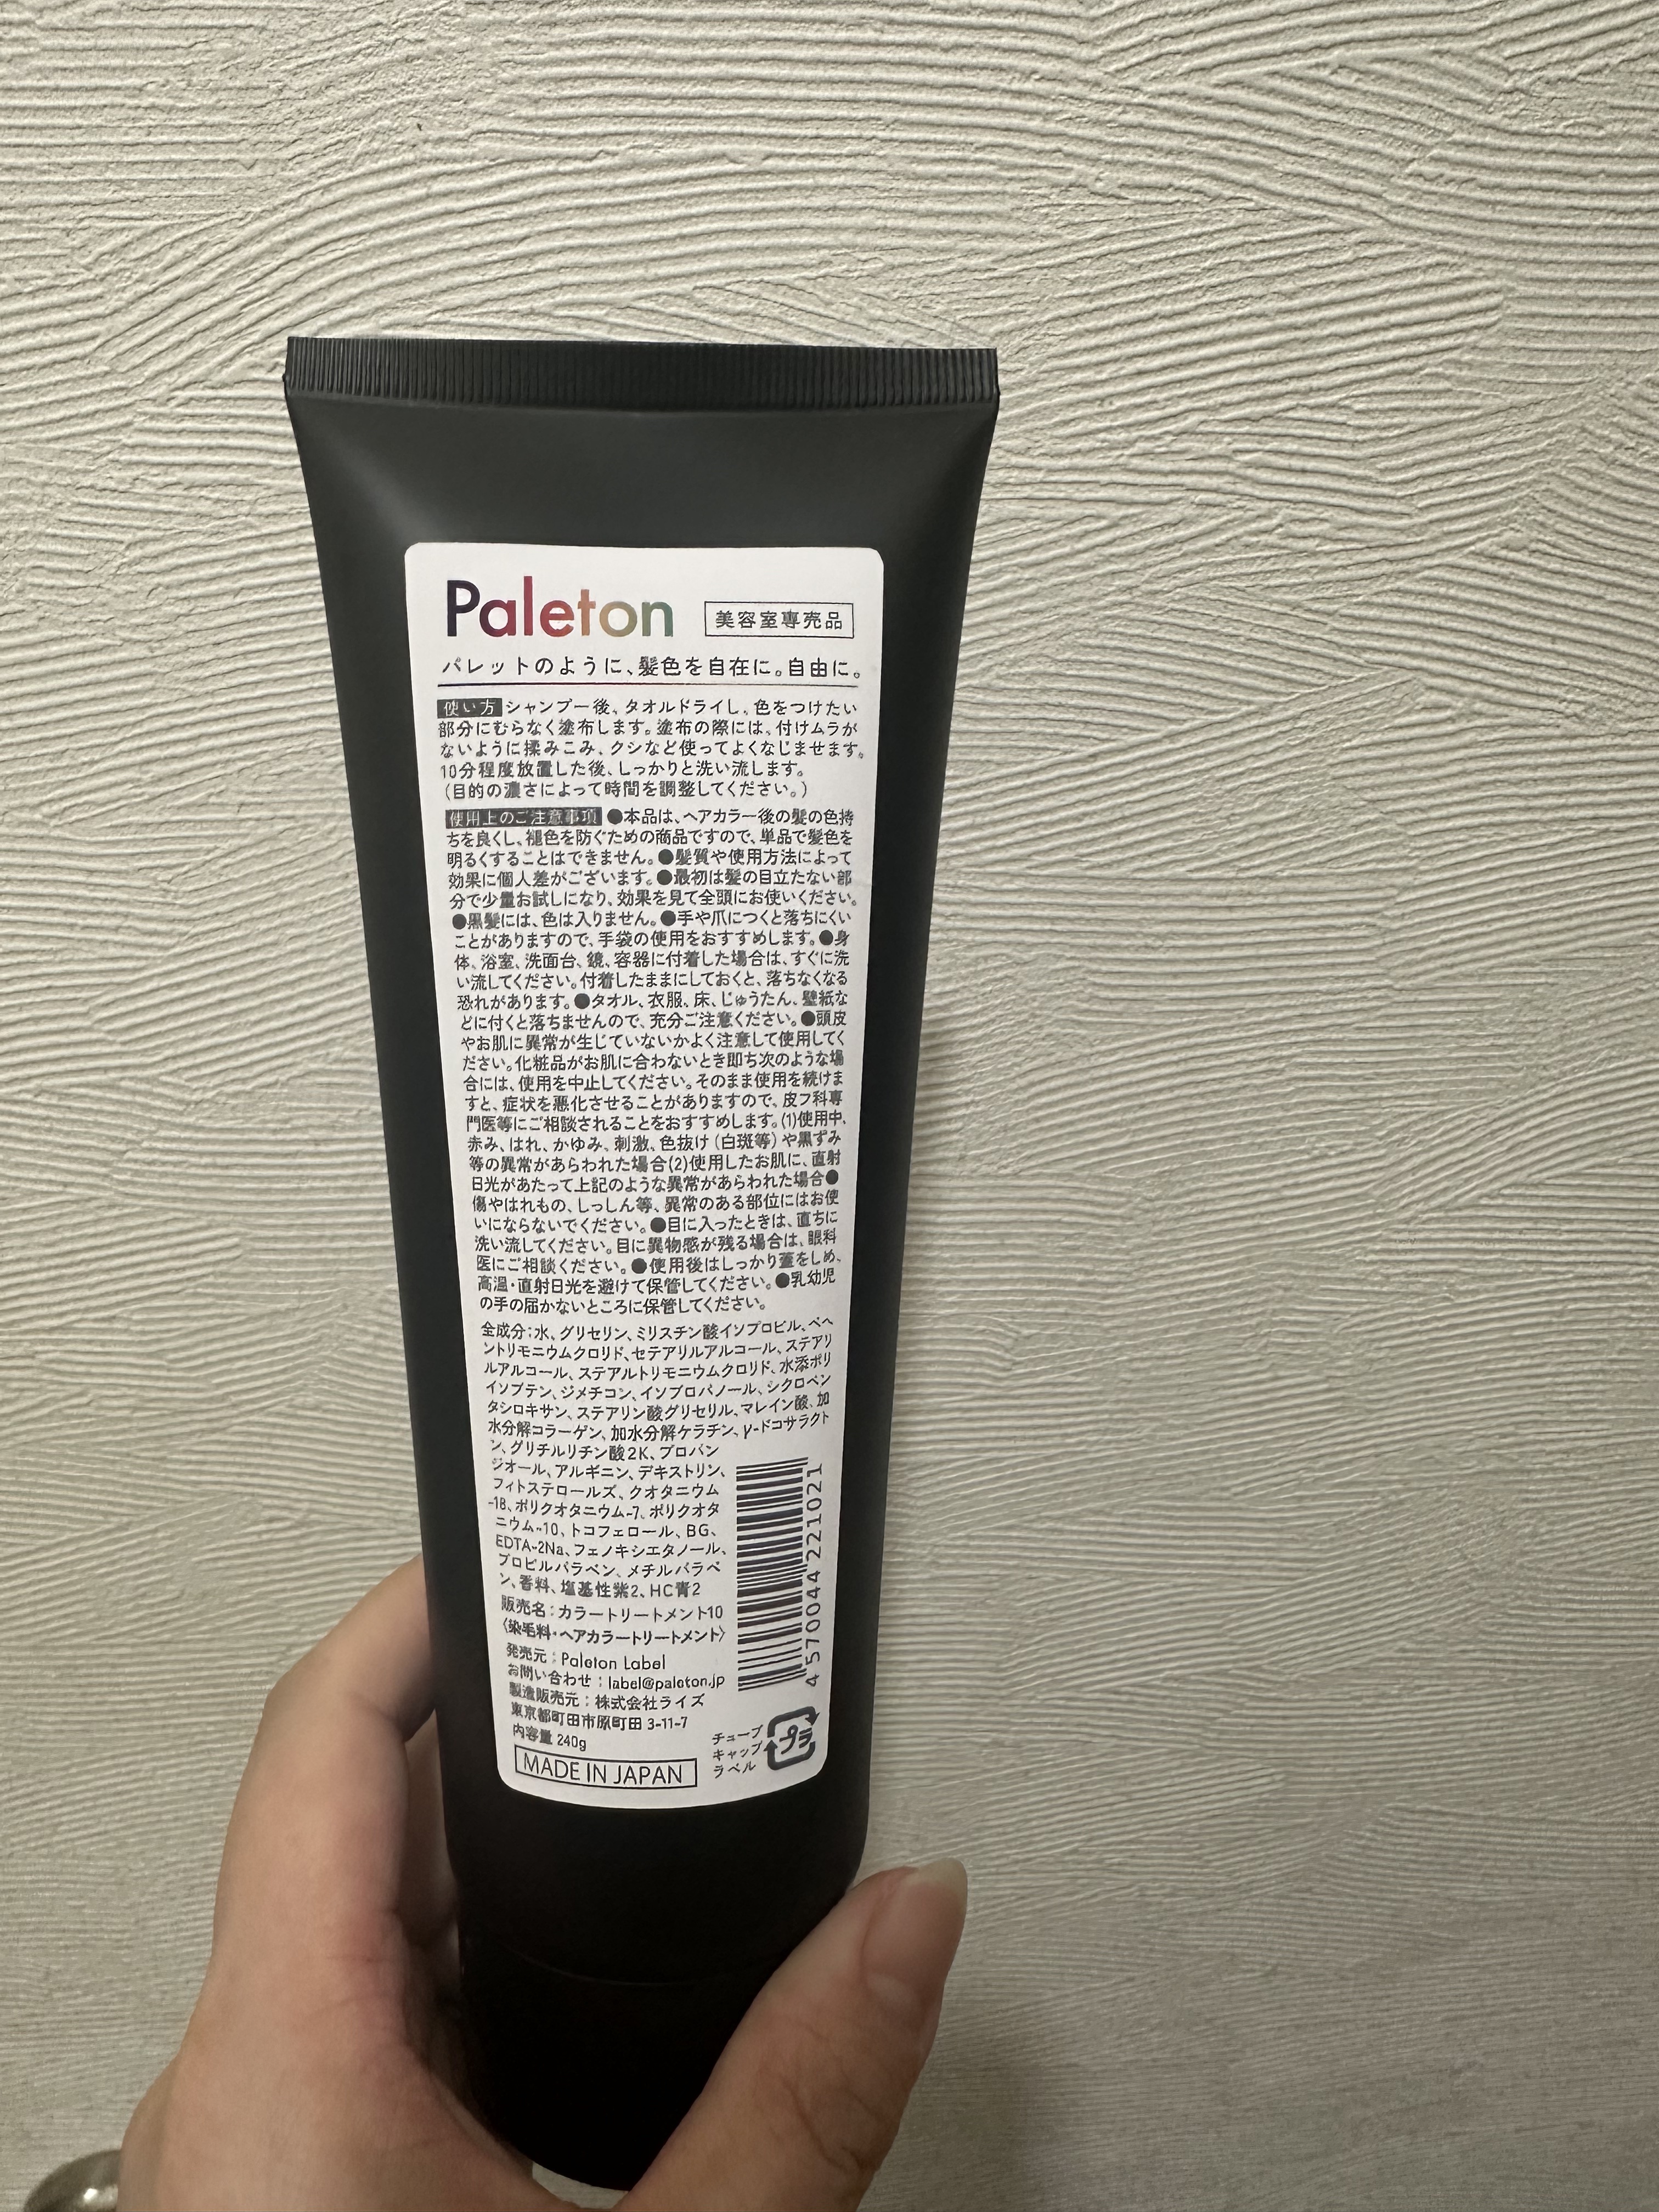 Paleton 美容室専売品
パレットのように、髪色を自在に。自由に。
使い方 シャンプー後、タオルドライし、色をつけたい
部分にむらなく塗布します。塗布の際には、付けムラが
ないように揉みこみ、クシなど使ってよくなじませます。
10分程度放置した後、しっかりと洗い流します。
(目的の濃さによって時間を調整してください。)
使用上のご注意事項 ●本品は、ヘアカラー後の髪の色持
ちを良くし、褪色を防ぐための商品ですので、単品で髪色を
明るくすることはできません。●髪質や使用方法によって
効果に個人差がございます。●最初は髪の目立たない部
分で少量お試しになり、効果を見て全頭にお使いください。
●黒髪には、色は入りません。●手や爪につくと落ちにくい
ことがありますので、手袋の使用をおすすめします。●身
体、浴室、洗面台、鏡、容器に付着した場合は、すぐに洗
い流してください。付着したままにしておくと、落ちなくなる
恐れがあります。●タオル、衣服、床、じゅうたん、壁紙な
どに付くと落ちませんので、充分ご注意ください。●頭皮
やお肌に異常が生じていないかよく注意して使用してく
ださい。化粧品がお肌に合わないとき即ち次のような場
合には、使用を中止してください。そのまま使用を続けま
すと、症状を悪化させることがありますので、皮フ科専
門医等にご相談されることをおすすめします。(1)使用中、
赤み、はれ、かゆみ、刺激、色抜け(白斑等)や黒ずみ
等の異常があらわれた場合(2)使用したお肌に、直射
日光があたって上記のような異常があらわれた場合●
傷やはれもの、しっしん等、異常のある部位にはお使
いにならないでください。●目に入ったときは、直ちに
洗い流してください。目に異物感が残る場合は、眼科
医にご相談ください。●使用後はしっかり蓋をしめ、
高温・直射日光を避けて保管してください。●乳幼児
の手の届かないところに保管してください。
全成分：水、グリセリン、ミリスチン酸イソプロピル、ベヘ
ントリモニウムクロリド、セテアリルアルコール、ステアリ
ルアルコール、ステアルトリモニウムクロリド、水添ポリ
イソブテン、ジメチコン、イソプロパノール、シクロペン
タシロキサン、ステアリン酸グリセリル、マレイン酸、加
水分解コラーゲン、加水分解ケラチン、γ-ドコサラクト
ン、グリチルリチン酸2K、プロパン
ジオール、アルギニン、デキストリン、
フィトステロールズ、クオタニウム
-18、ポリクオタニウム-7、ポリクオタ
ニウム-10、トコフェロール、BG、
EDTA-2Na、フェノキシエタノール、
プロピルパラベン、メチルパラベ
ン、香料、塩基性紫2、HC青2
販売名：カラートリートメント10
〈染毛料・ヘアカラートリートメント〉
発売元：Paleton Label
お問い合わせ：label@paleton.jp
製造販売元：株式会社ライズ
東京都町田市原町田 3-11-7
内容量 240g
MADE IN JAPAN
4 570044 221021
チューブ
キャップ
ラベル
プラ